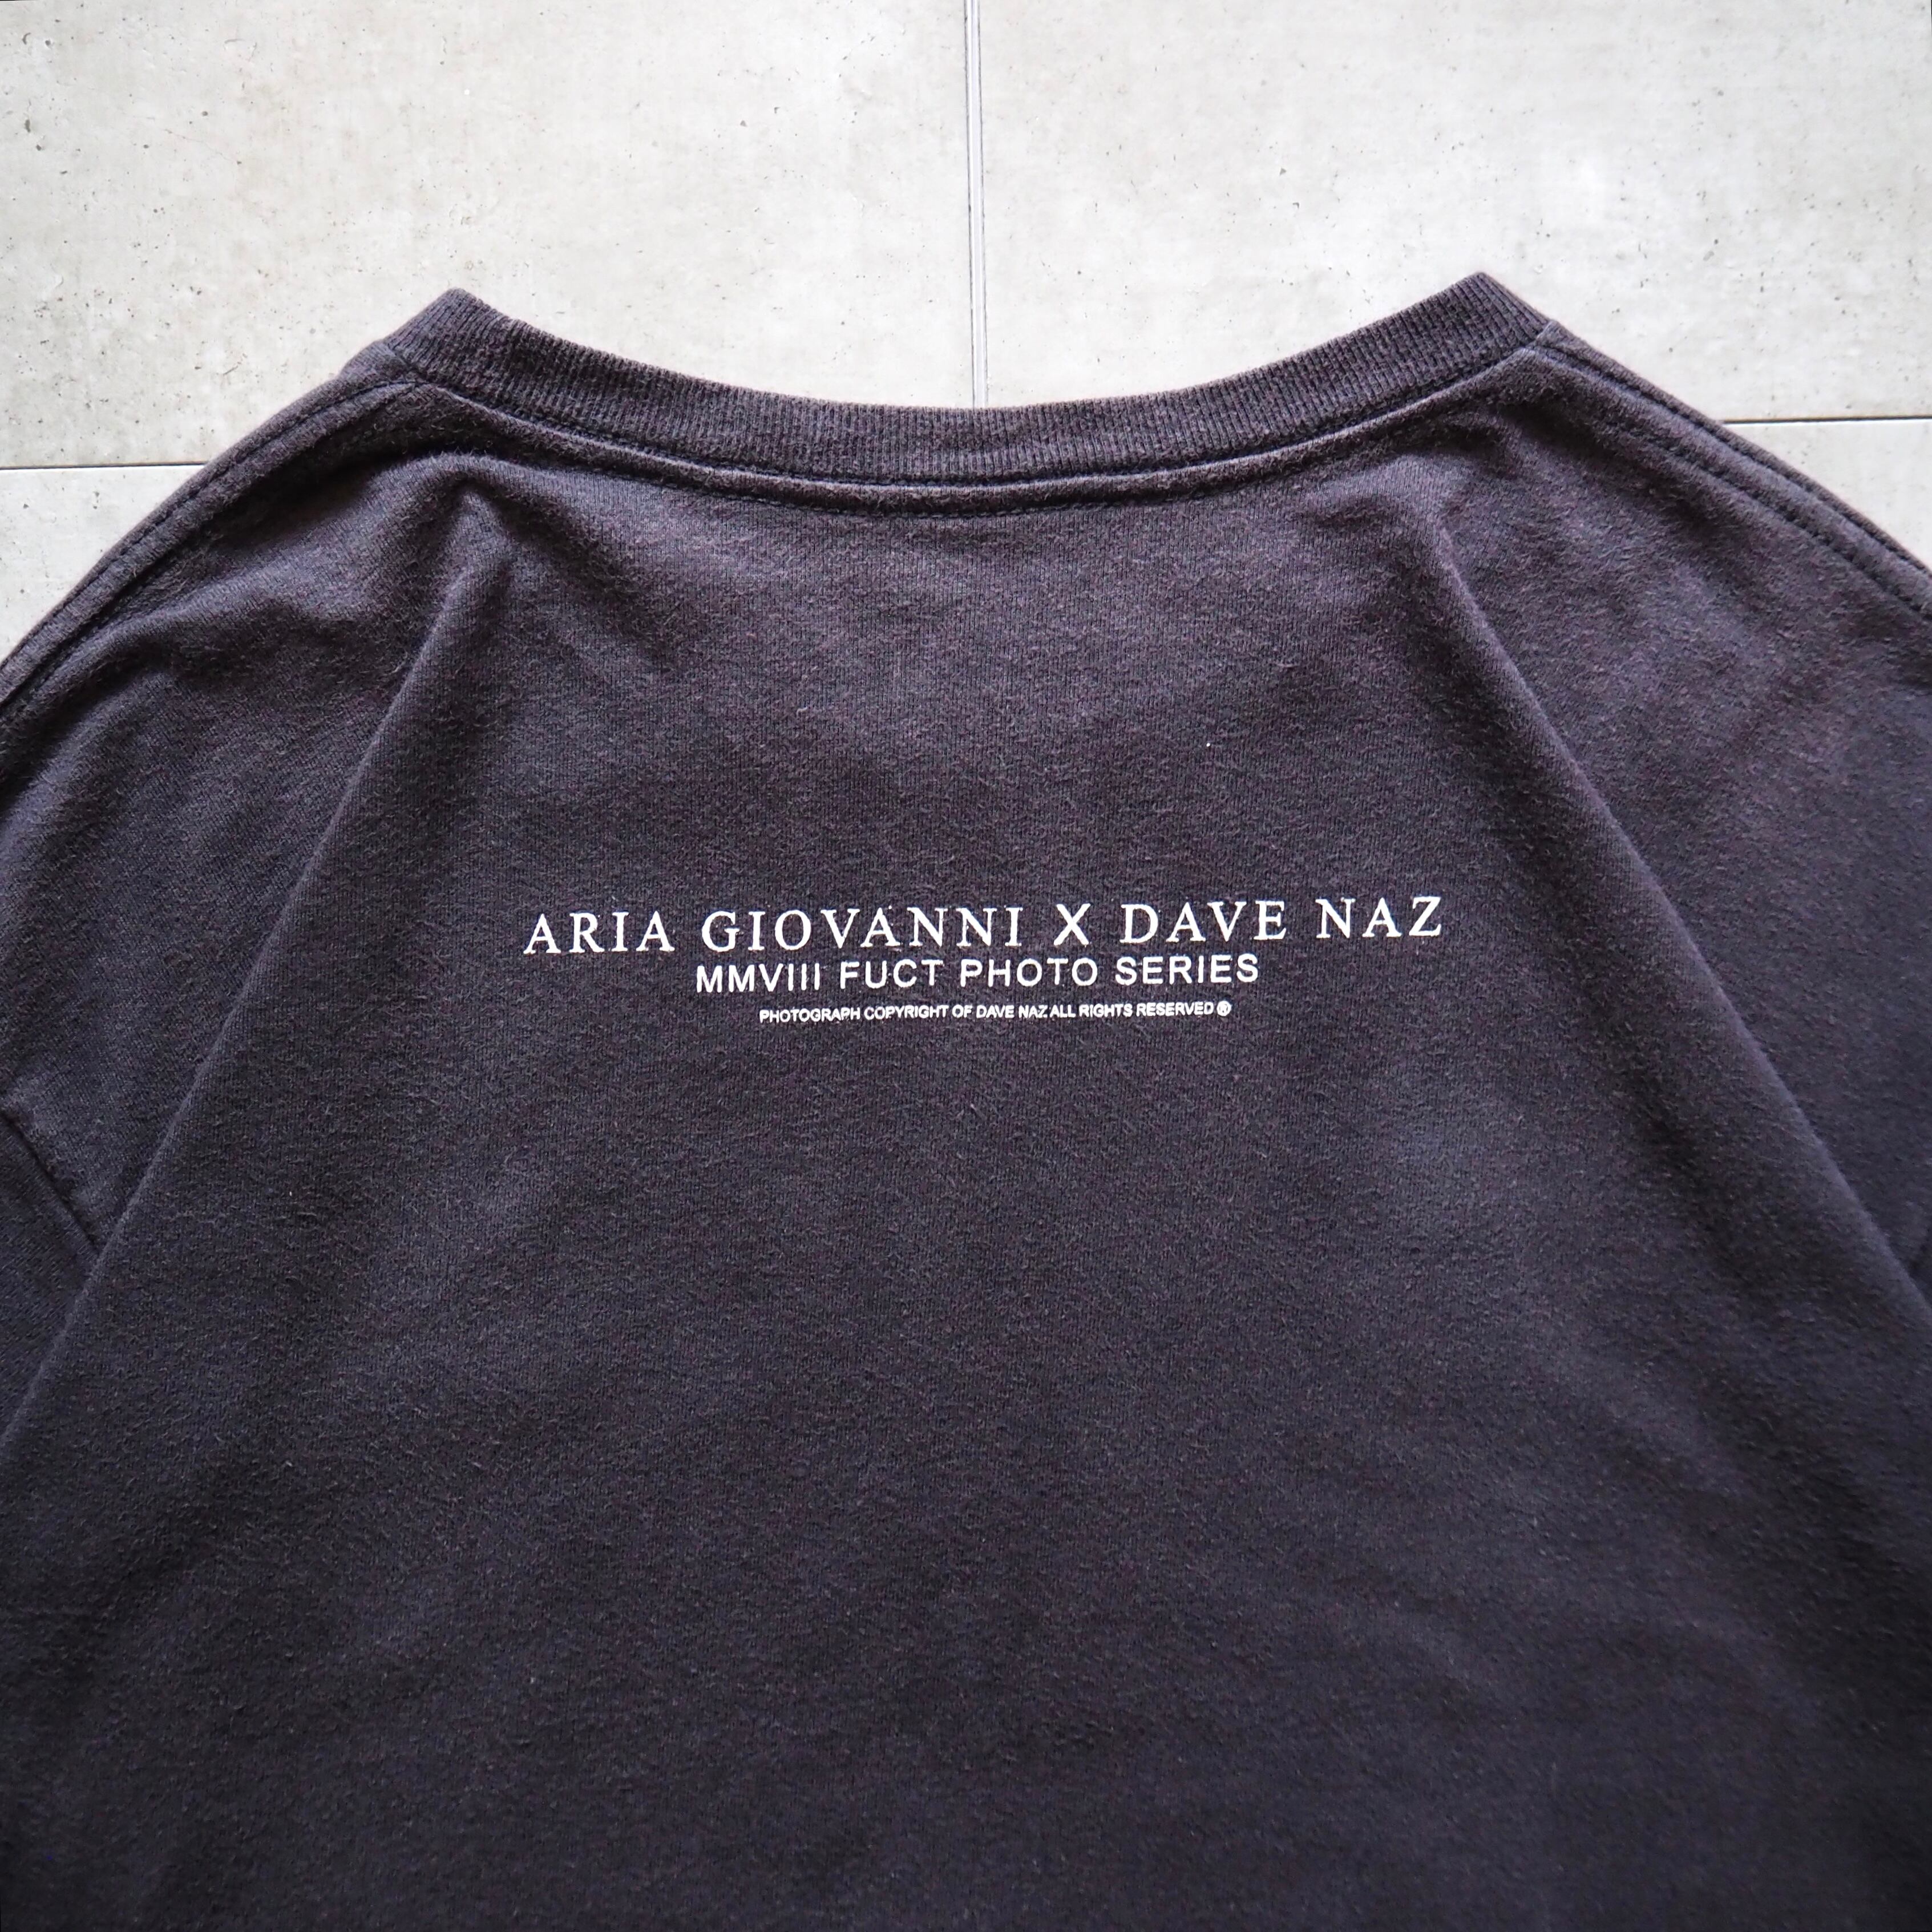 ARIA GIOVANNI X DAVE NAZ
MMVIII FUCT PHOTO SERIES
PHOTOGRAPH COPYRIGHT OF DAVE NAZ ALL RIGHTS RESERVED ®